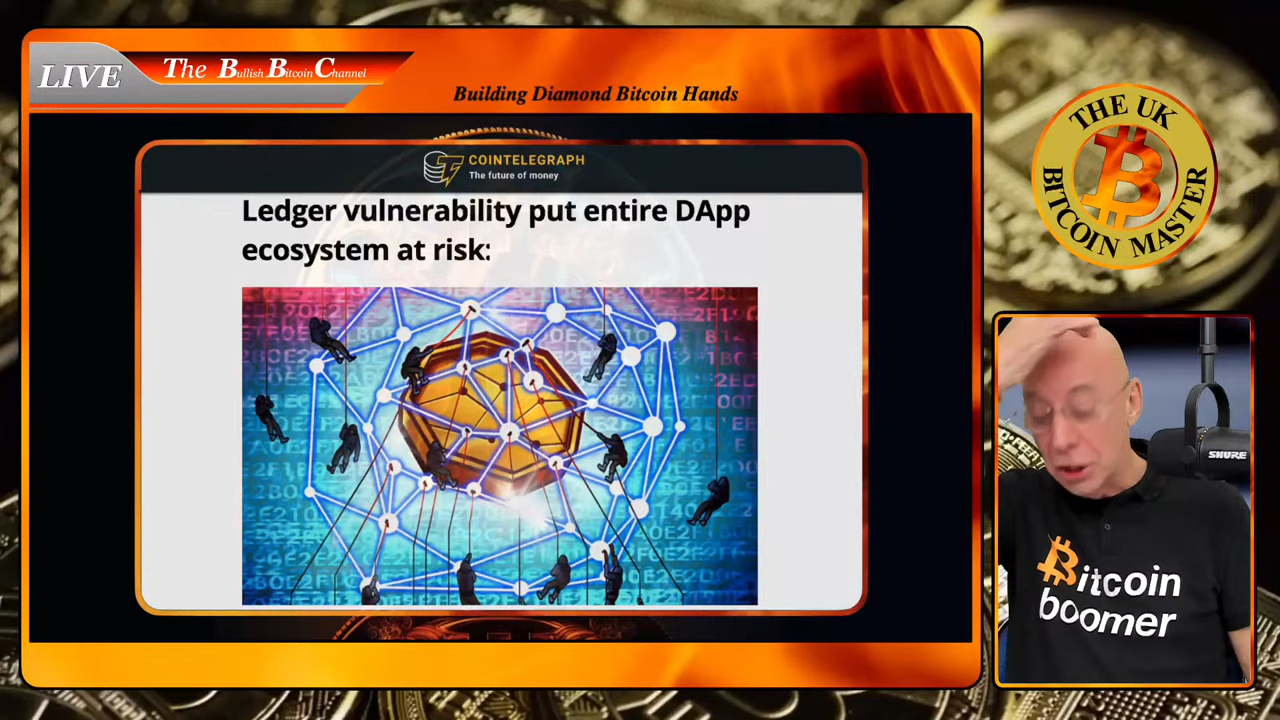 LIVE
The Bullish Bitcoin Channel
Building Diamond Bitcoin Hands
COINTELEGRAPH
The future of money
Ledger vulnerability put entire DApp
ecosystem at risk:
THE UK
BITCOIN MASTER
SHURE
Bitcoin
boomer